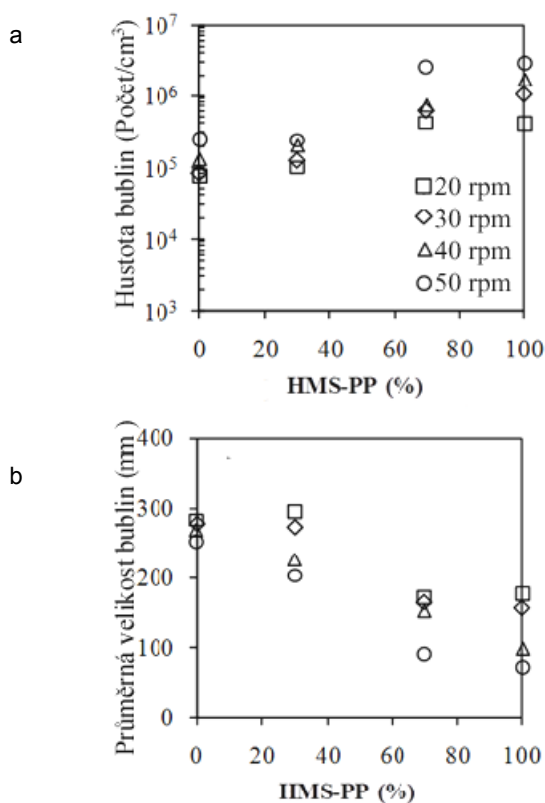 a
Hustota bublin (Počet/cm³)
10⁷
10⁶
10⁵
10⁴
10³
20 rpm
30 rpm
40 rpm
50 rpm
0 20 40 60 80 100
HMS-PP (%)
b
Průměrná velikost bublin (nm)
400
300
200
100
0
0 20 40 60 80 100
HMS-PP (%)